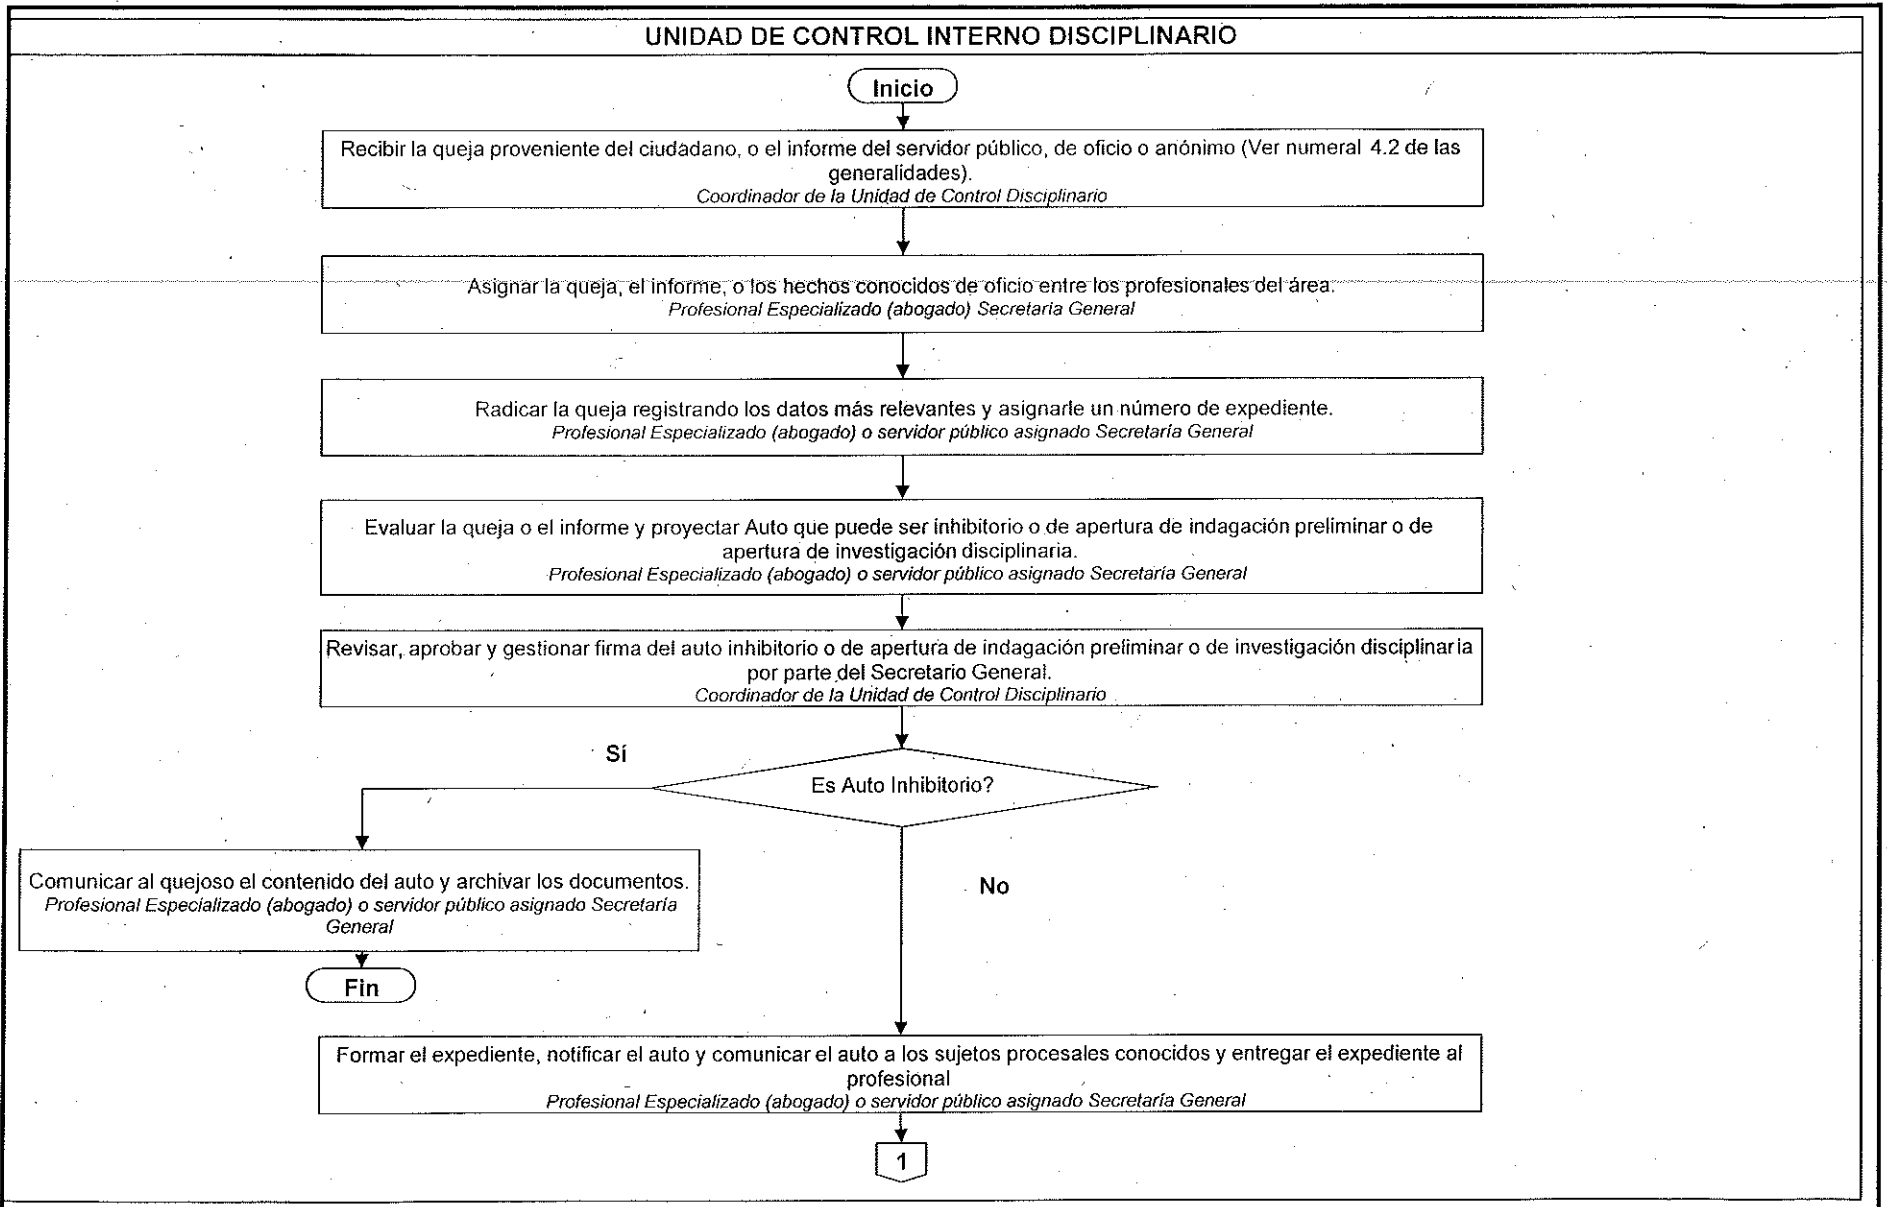 UNIDAD DE CONTROL INTERNO DISCIPLINARIO
Inicio
Recibir la queja proveniente del ciudadano, o el informe del servidor público, de oficio o anónimo (Ver numeral 4.2 de las
generalidades).
Coordinador de la Unidad de Control Disciplinario
Asignar la queja, el informe, o los hechos conocidos de oficio entre los profesionales del área.
Profesional Especializado (abogado) Secretaría General
Radicar la queja registrando los datos más relevantes y asignarle un número de expediente.
Profesional Especializado (abogado) o servidor público asignado Secretaría General
Evaluar la queja o el informe y proyectar Auto que puede ser inhibitorio o de apertura de indagación preliminar o de
apertura de investigación disciplinaria.
Profesional Especializado (abogado) o servidor público asignado Secretaría General
Revisar, aprobar y gestionar firma del auto inhibitorio o de apertura de indagación preliminar o de investigación disciplinaria
por parte del Secretario General.
Coordinador de la Unidad de Control Disciplinario
Sí
Es Auto Inhibitorio?
Comunicar al quejoso el contenido del auto y archivar los documentos.
Profesional Especializado (abogado) o servidor público asignado Secretaría
General
No
Fin
Formar el expediente, notificar el auto y comunicar el auto a los sujetos procesales conocidos y entregar el expediente al
profesional
Profesional Especializado (abogado) o servidor público asignado Secretaría General
1